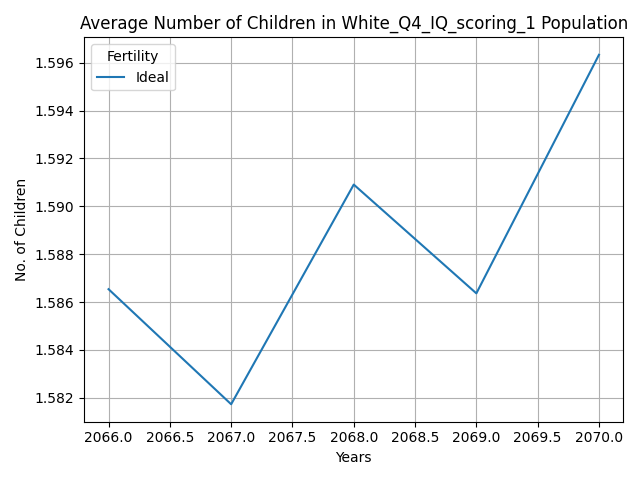 Average Number of Children in White_Q4_IQ_scoring_1 Population
Fertility
Ideal
No. of Children
1.596
1.594
1.592
1.590
1.588
1.586
1.584
1.582
2066.0 2066.5 2067.0 2067.5 2068.0 2068.5 2069.0 2069.5 2070.0
Years